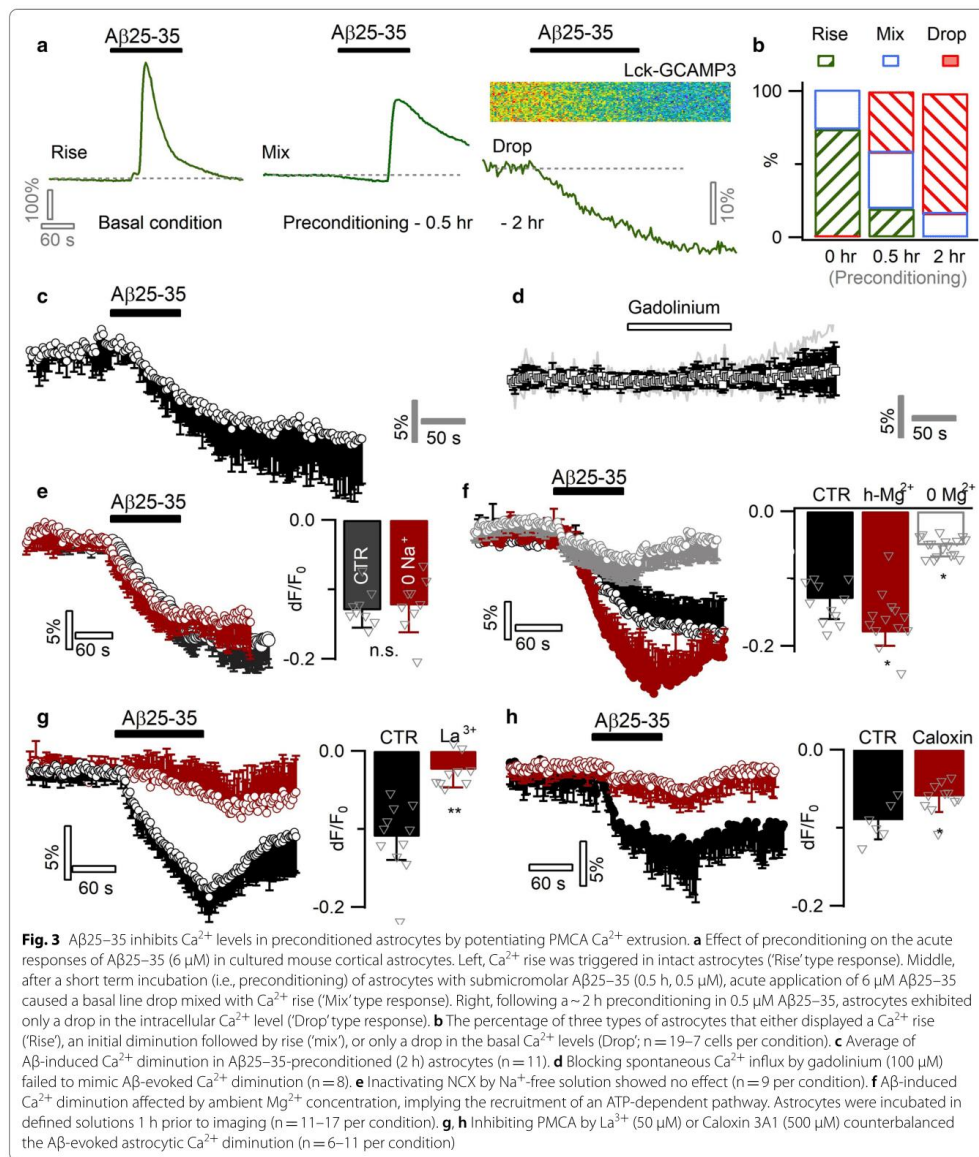 a
Aβ25-35
Aβ25-35
Aβ25-35
Lck-GCAMP3
Rise
Mix
Drop
100%
60 s
10%
Basal condition
Preconditioning - 0.5 hr
- 2 hr
b
Rise
Mix
Drop
100
%
0
0 hr
0.5 hr
2 hr
(Preconditioning)
c
Aβ25-35
5%
50 s
d
Gadolinium
5%
50 s
e
Aβ25-35
5%
60 s
0.0
dF/F₀
-0.2
CTR
0 Na⁺
n.s.
f
Aβ25-35
5%
60 s
CTR
h-Mg²⁺
0 Mg²⁺
0.0
dF/F₀
-0.2
*
*
g
Aβ25-35
5%
60 s
CTR
La³⁺
0.0
dF/F₀
-0.2
**
h
Aβ25-35
60 s
5%
CTR
Caloxin
0.0
dF/F₀
-0.2
*
Fig. 3 Aβ25–35 inhibits Ca²⁺ levels in preconditioned astrocytes by potentiating PMCA Ca²⁺ extrusion. a Effect of preconditioning on the acute
responses of Aβ25–35 (6 μM) in cultured mouse cortical astrocytes. Left, Ca²⁺ rise was triggered in intact astrocytes ('Rise' type response). Middle,
after a short term incubation (i.e., preconditioning) of astrocytes with submicromolar Aβ25–35 (0.5 h, 0.5 μM), acute application of 6 μM Aβ25–35
caused a basal line drop mixed with Ca²⁺ rise ('Mix' type response). Right, following a ~ 2 h preconditioning in 0.5 μM Aβ25–35, astrocytes exhibited
only a drop in the intracellular Ca²⁺ level ('Drop' type response). b The percentage of three types of astrocytes that either displayed a Ca²⁺ rise
('Rise'), an initial diminution followed by rise ('mix'), or only a drop in the basal Ca²⁺ levels (Drop'; n = 19–7 cells per condition). c Average of
Aβ-induced Ca²⁺ diminution in Aβ25–35-preconditioned (2 h) astrocytes (n = 11). d Blocking spontaneous Ca²⁺ influx by gadolinium (100 μM)
failed to mimic Aβ-evoked Ca²⁺ diminution (n = 8). e Inactivating NCX by Na⁺-free solution showed no effect (n = 9 per condition). f Aβ-induced
Ca²⁺ diminution affected by ambient Mg²⁺ concentration, implying the recruitment of an ATP-dependent pathway. Astrocytes were incubated in
defined solutions 1 h prior to imaging (n = 11–17 per condition). g, h Inhibiting PMCA by La³⁺ (50 μM) or Caloxin 3A1 (500 μM) counterbalanced
the Aβ-evoked astrocytic Ca²⁺ diminution (n = 6–11 per condition)